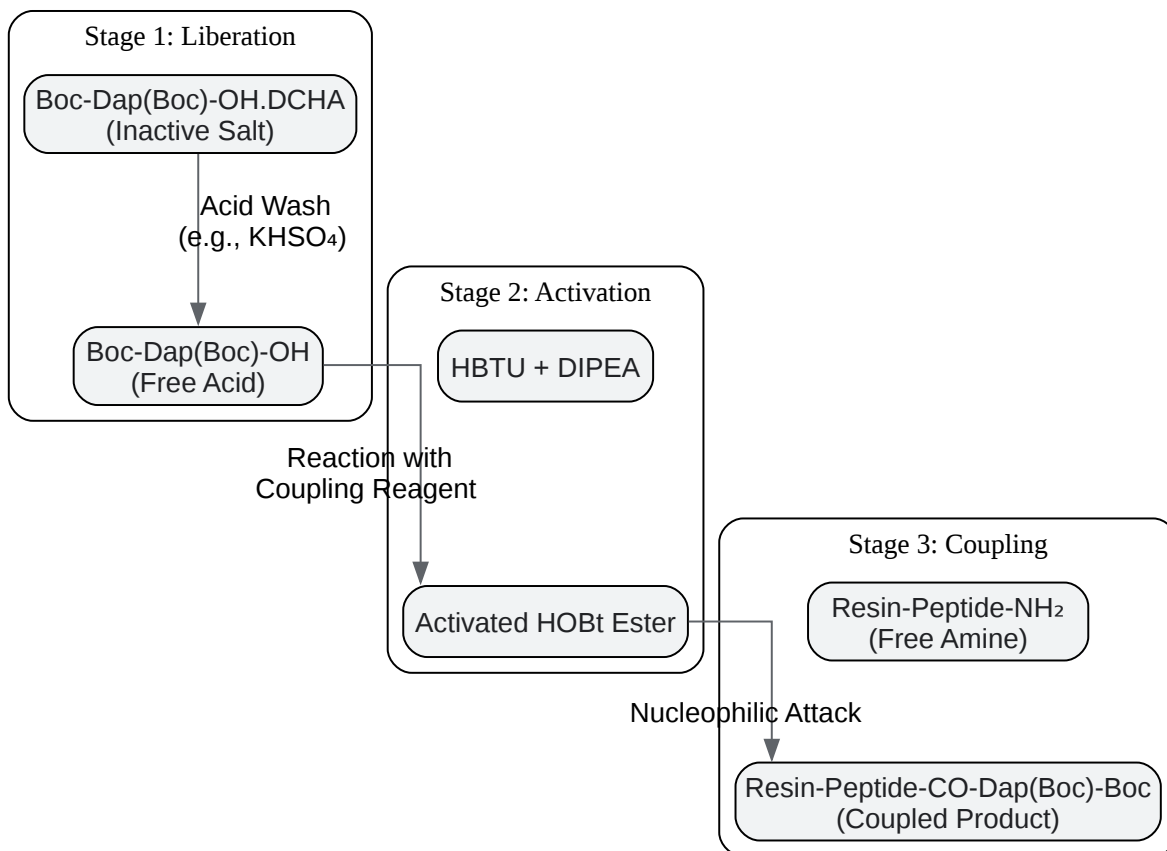 Stage 1: Liberation
Boc-Dap(Boc)-OH.DCHA
(Inactive Salt)
Acid Wash
(e.g., KHSO₄)
Boc-Dap(Boc)-OH
(Free Acid)
Stage 2: Activation
HBTU + DIPEA
Reaction with
Coupling Reagent
Activated HOBt Ester
Stage 3: Coupling
Resin-Peptide-NH₂
(Free Amine)
Nucleophilic Attack
Resin-Peptide-CO-Dap(Boc)-Boc
(Coupled Product)